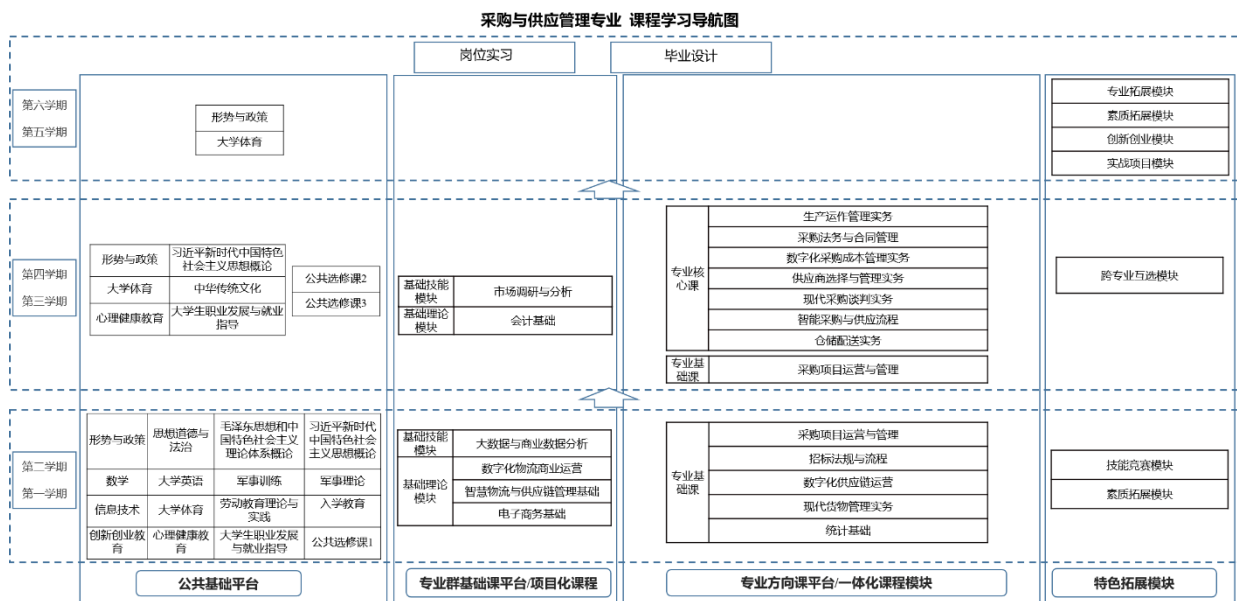 采购与供应管理专业 课程学习导航图
岗位实习
毕业设计
第六学期
第五学期
形势与政策
大学体育
专业拓展模块
素质拓展模块
创新创业模块
实战项目模块
第四学期
第三学期
形势与政策
习近平新时代中国特色
社会主义思想概论
大学体育
中华传统文化
心理健康教育
大学生职业发展与就业
指导
公共选修课2
公共选修课3
基础技能
模块
市场调研与分析
基础理论
模块
会计基础
专业核
心课
生产运作管理实务
采购法务与合同管理
数字化采购成本管理实务
供应商选择与管理实务
现代采购谈判实务
智能采购与供应流程
仓储配送实务
专业基
础课
采购项目运营与管理
跨专业互选模块
第二学期
第一学期
形势与政策
思想道德与
法治
毛泽东思想和中
国特色社会主义
理论体系概论
习近平新时代
中国特色社会
主义思想概论
数学
大学英语
军事训练
军事理论
信息技术
大学体育
劳动教育理论与
实践
入学教育
创新创业教
育
心理健康教
育
大学生职业发展
与就业指导
公共选修课1
基础技能
模块
大数据与商业数据分析
基础理论
模块
数字化物流商业运营
智慧物流与供应链管理基础
电子商务基础
专业基
础课
采购项目运营与管理
招标法规与流程
数字化供应链运营
现代货物管理实务
统计基础
技能竞赛模块
素质拓展模块
公共基础平台
专业群基础课平台/项目化课程
专业方向课平台/一体化课程模块
特色拓展模块